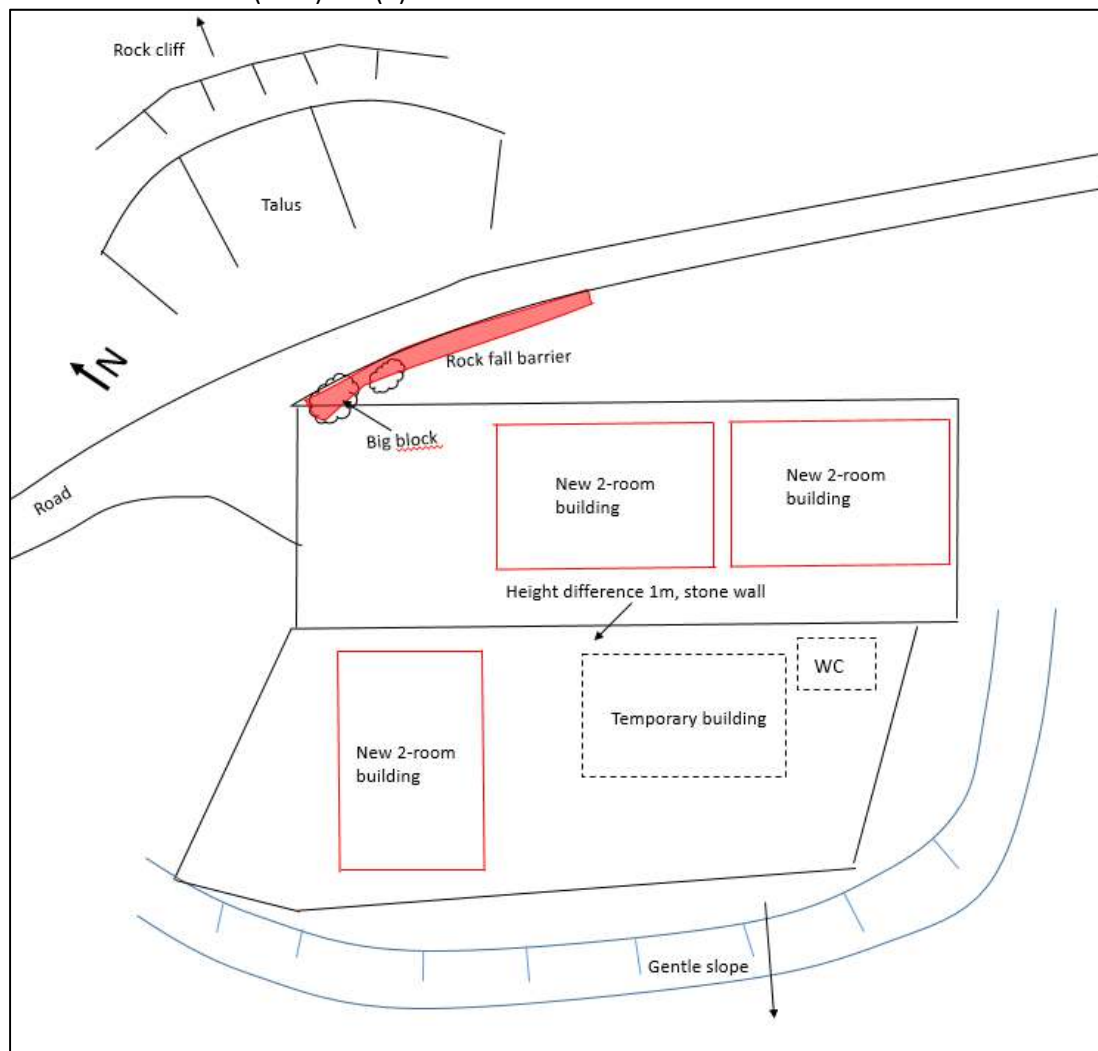 Rock cliff
Talus
N
Rock fall barrier
Big block
Road
New 2-room
building
New 2-room
building
Height difference 1m, stone wall
WC
Temporary building
New 2-room
building
Gentle slope